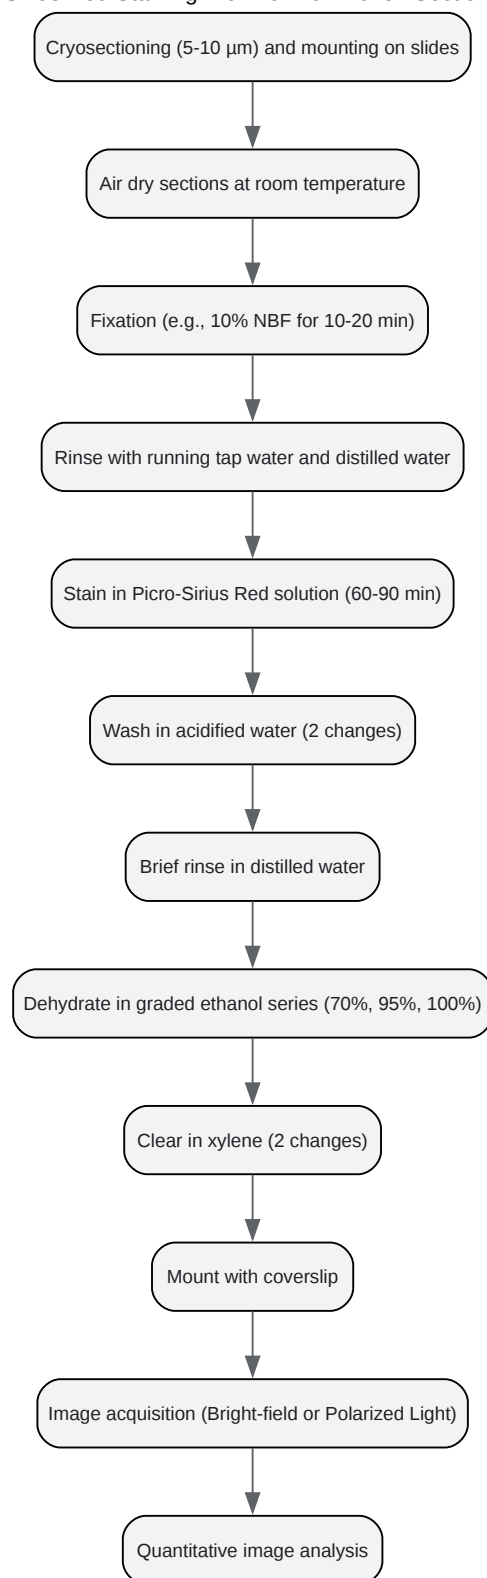 Cryosectioning (5-10 µm) and mounting on slides
Air dry sections at room temperature
Fixation (e.g., 10% NBF for 10-20 min)
Rinse with running tap water and distilled water
Stain in Picro-Sirius Red solution (60-90 min)
Wash in acidified water (2 changes)
Brief rinse in distilled water
Dehydrate in graded ethanol series (70%, 95%, 100%)
Clear in xylene (2 changes)
Mount with coverslip
Image acquisition (Bright-field or Polarized Light)
Quantitative image analysis